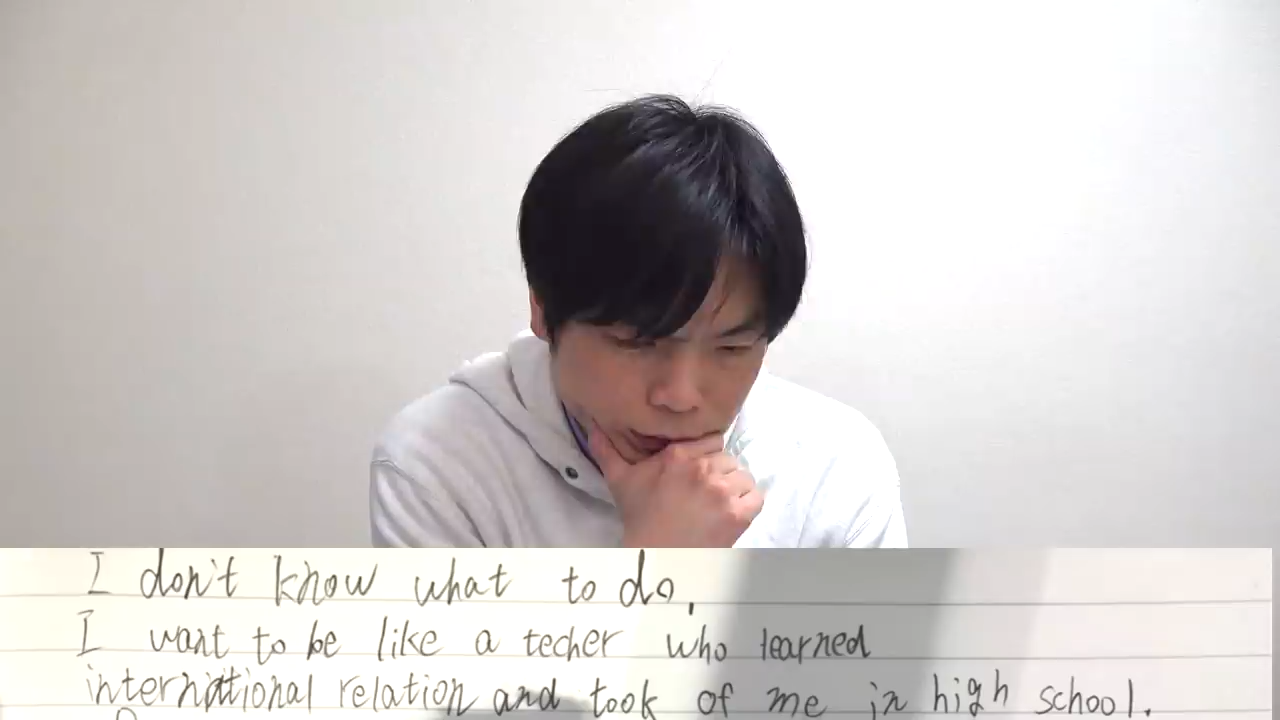 I don't know what to do.
I want to be like a techer who learned
international relation and took of me in high school.